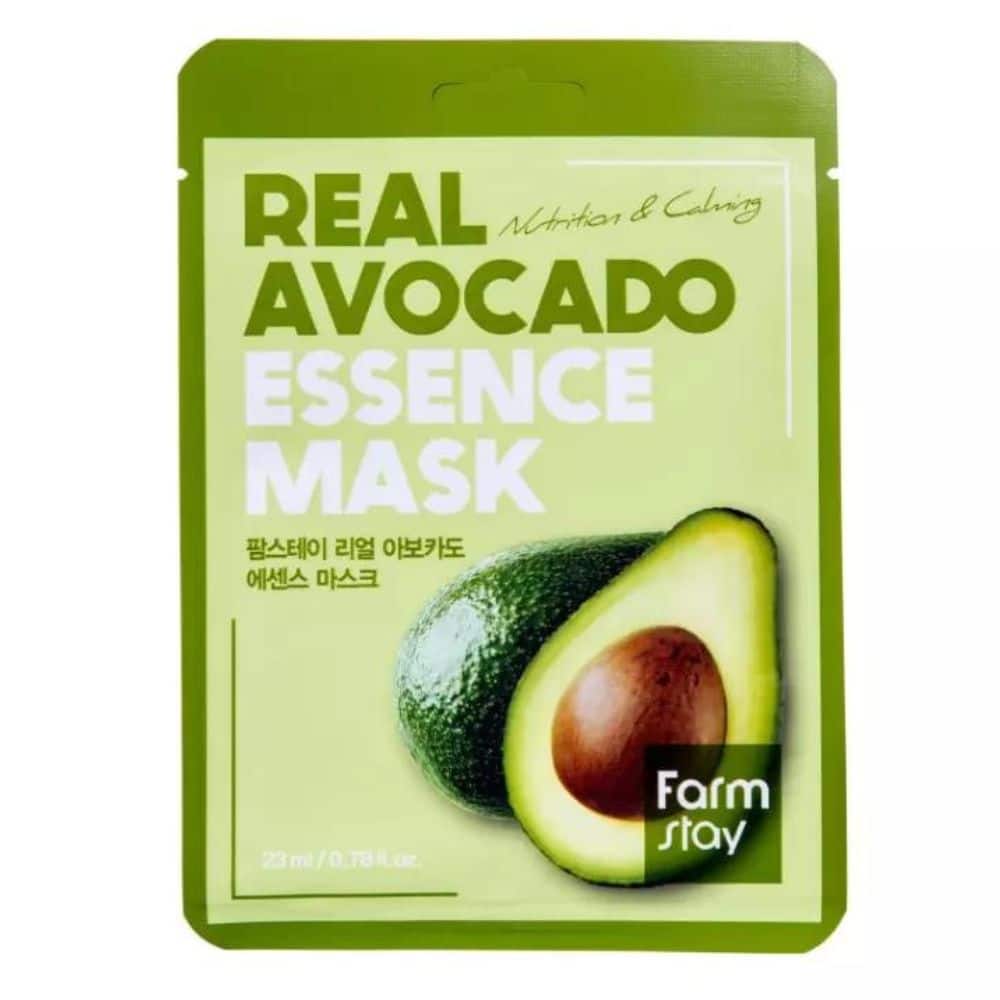 REAL
Nutrition & Calming
AVOCADO
ESSENCE
MASK
팜스테이 리얼 아보카도
에센스 마스크
23 ml / 0.78 fl.oz.
Farm
stay